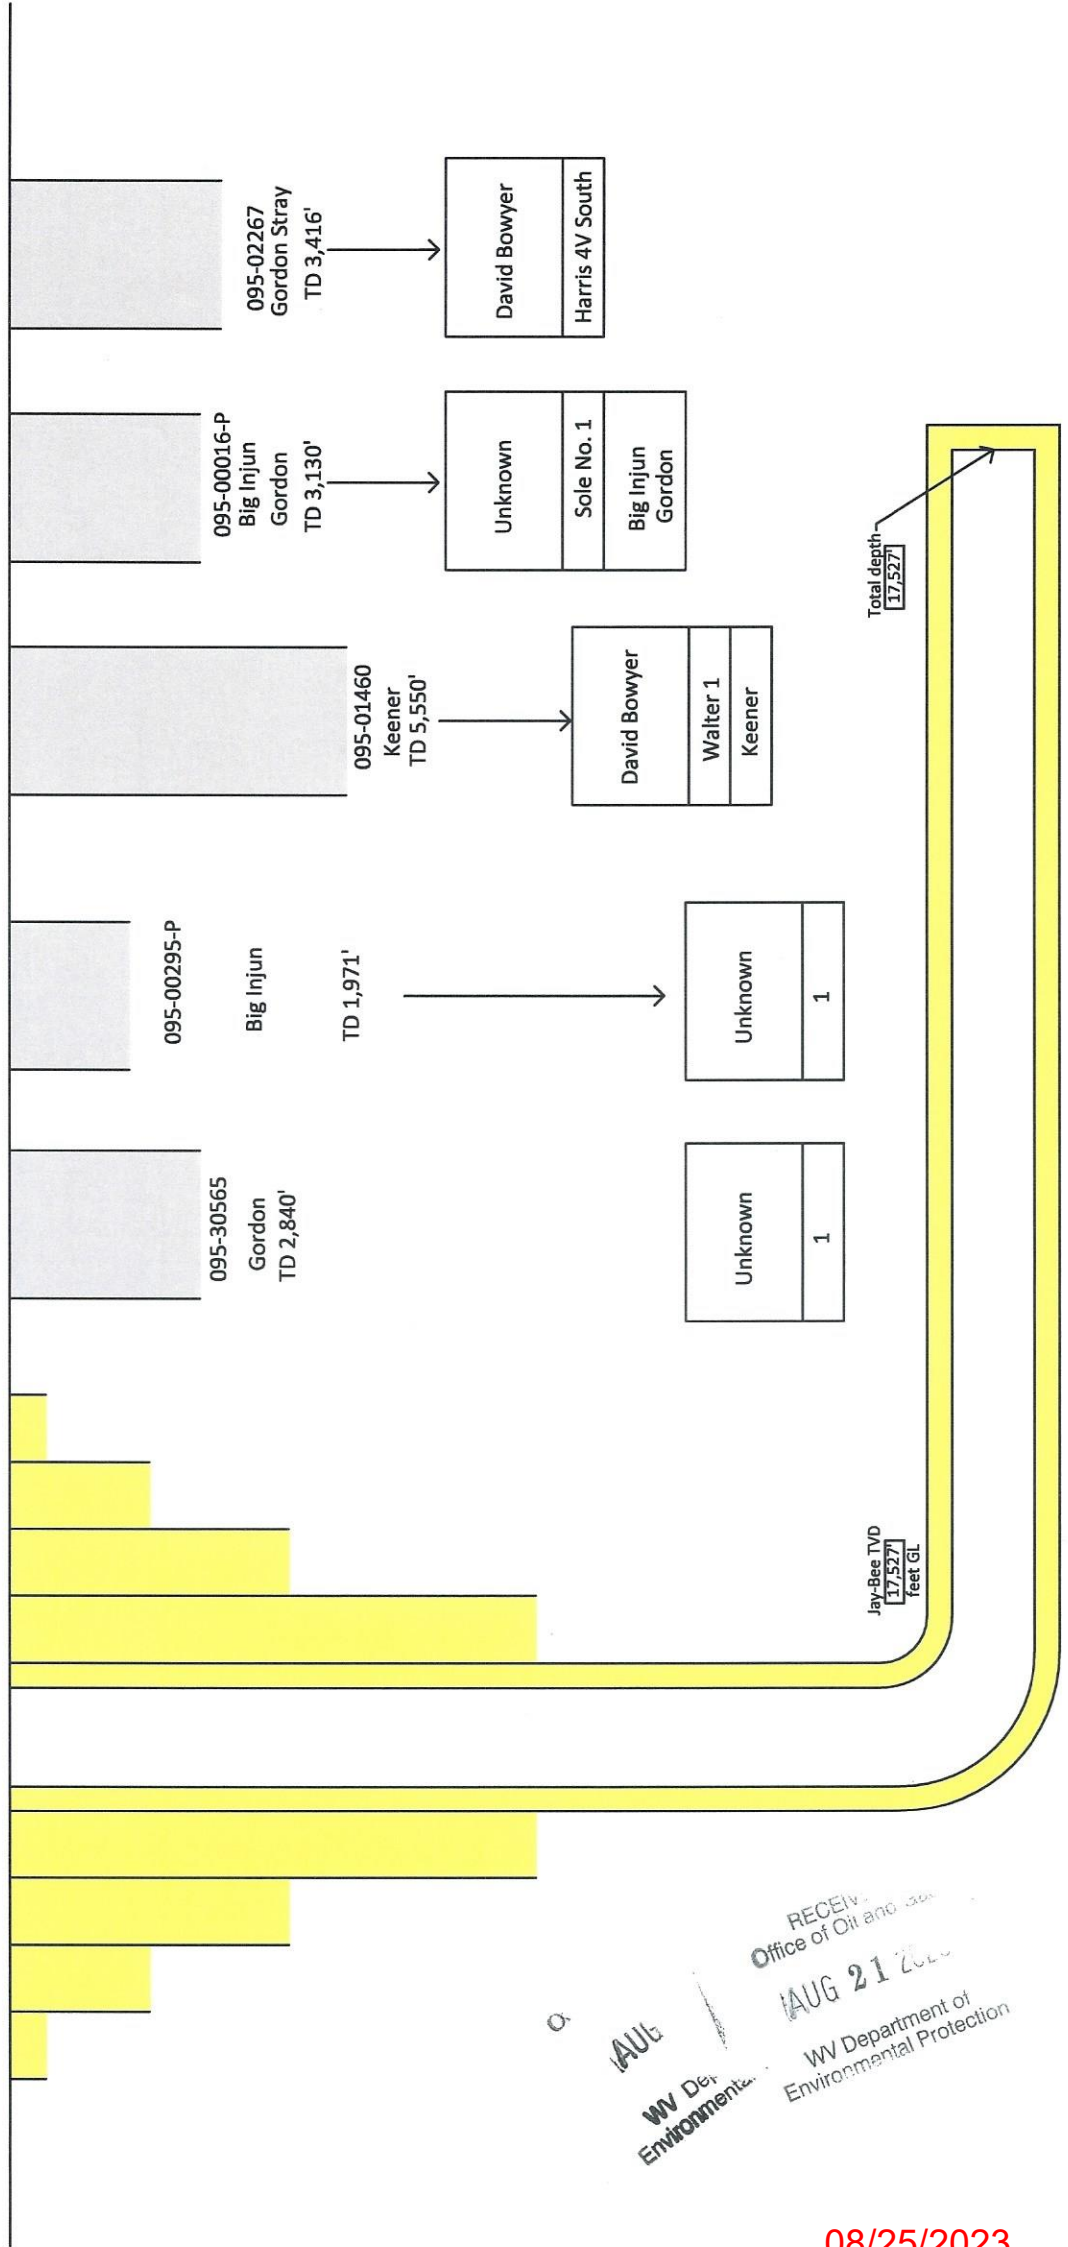 095-30565
Gordon
TD 2,840'
Unknown
1
095-00295-P
Big Injun
TD 1,971'
Unknown
1
095-01460
Keener
TD 5,550'
David Bowyer
Walter 1
Keener
095-00016-P
Big Injun
Gordon
TD 3,130'
Unknown
Sole No. 1
Big Injun
Gordon
095-02267
Gordon Stray
TD 3,416'
David Bowyer
Harris 4V South
Jay-Bee TVD
17,527'
feet GL
Total depth
17,527'
Office of Oil and
AUG 21
WV Department of
Environmental Protection
AUG
WV
08/25/2023